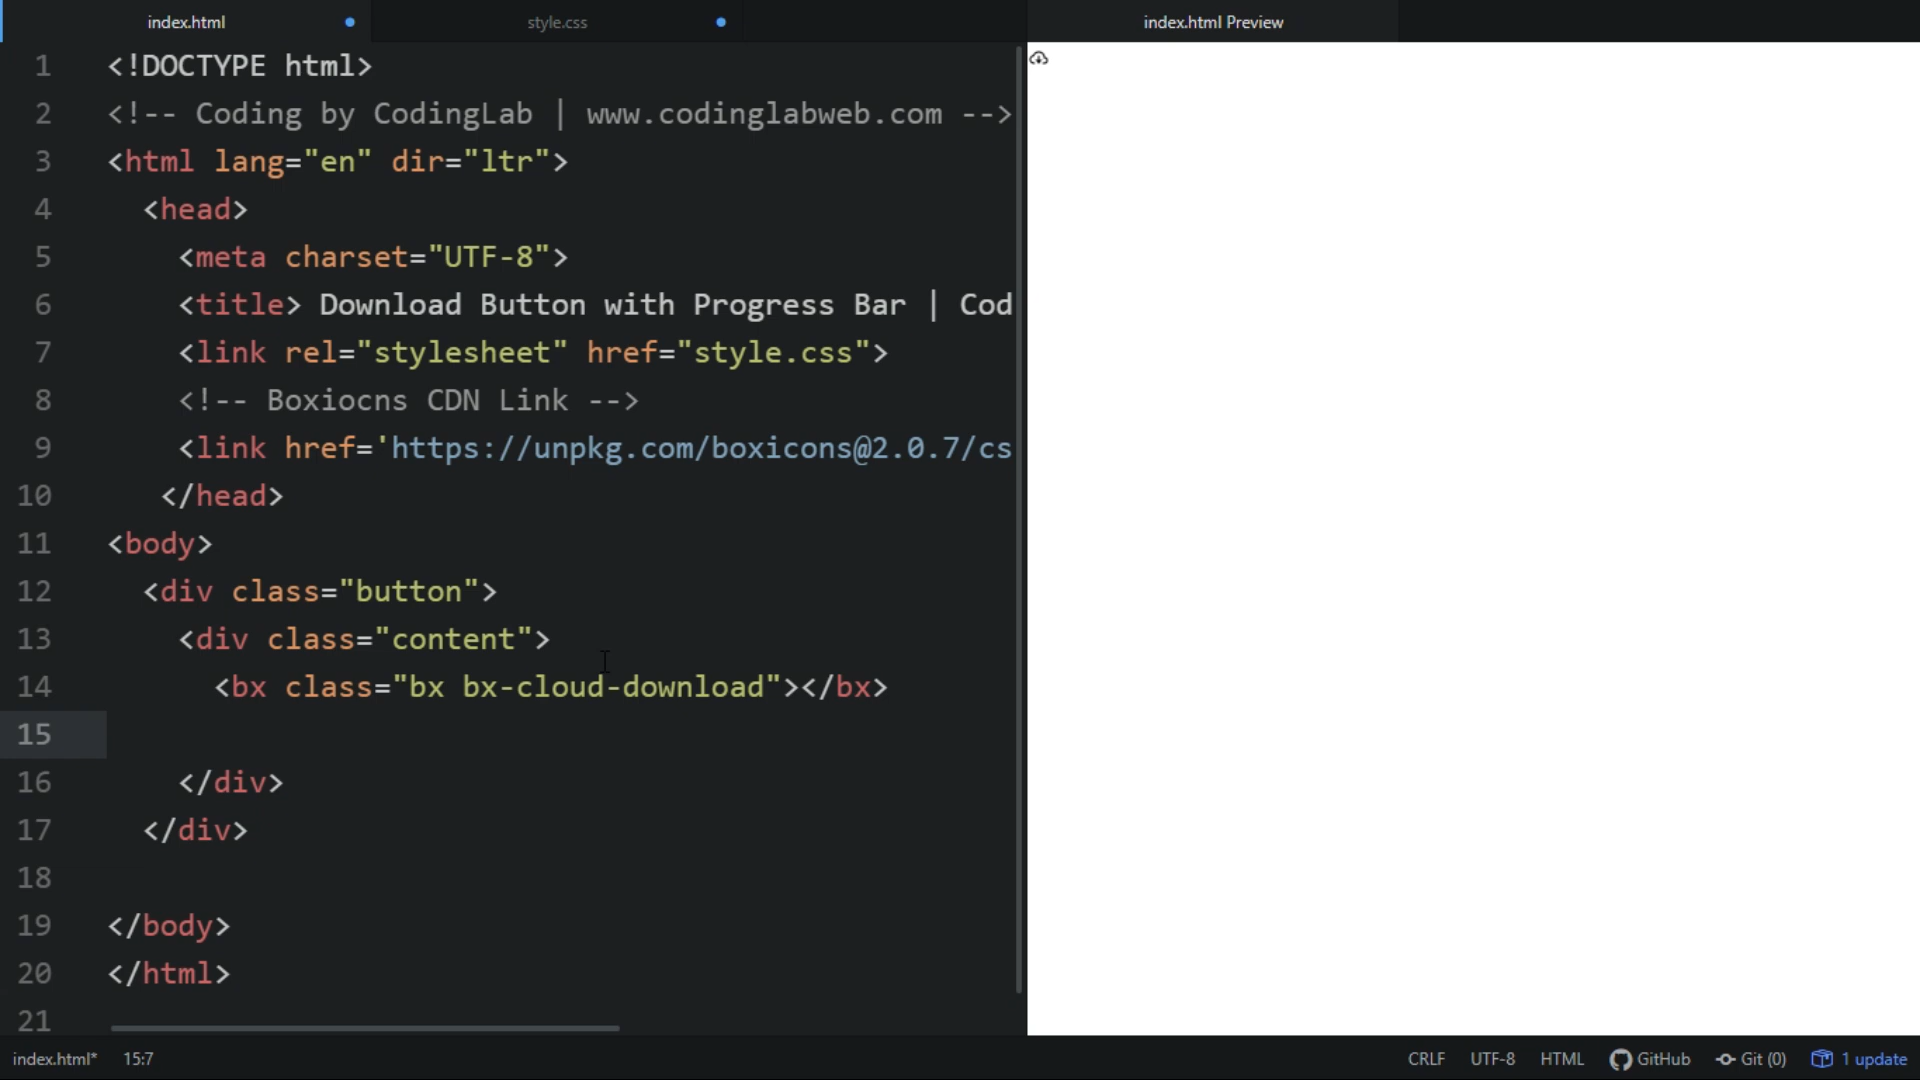 index.html
style.css
index.html Preview
1 <!DOCTYPE html>
2 <!-- Coding by CodingLab | www.codinglabweb.com -->
3 <html lang="en" dir="ltr">
4 <head>
5 <meta charset="UTF-8">
6 <title> Download Button with Progress Bar | Cod
7 <link rel="stylesheet" href="style.css">
8 <!-- Boxiocns CDN Link -->
9 <link href='https://unpkg.com/boxicons@2.0.7/cs
10 </head>
11 <body>
12 <div class="button">
13 <div class="content">
14 <bx class="bx bx-cloud-download"></bx>
15
16 </div>
17 </div>
18
19 </body>
20 </html>
21
index.html* 15:7 CRLF UTF-8 HTML GitHub Git (0) 1 update